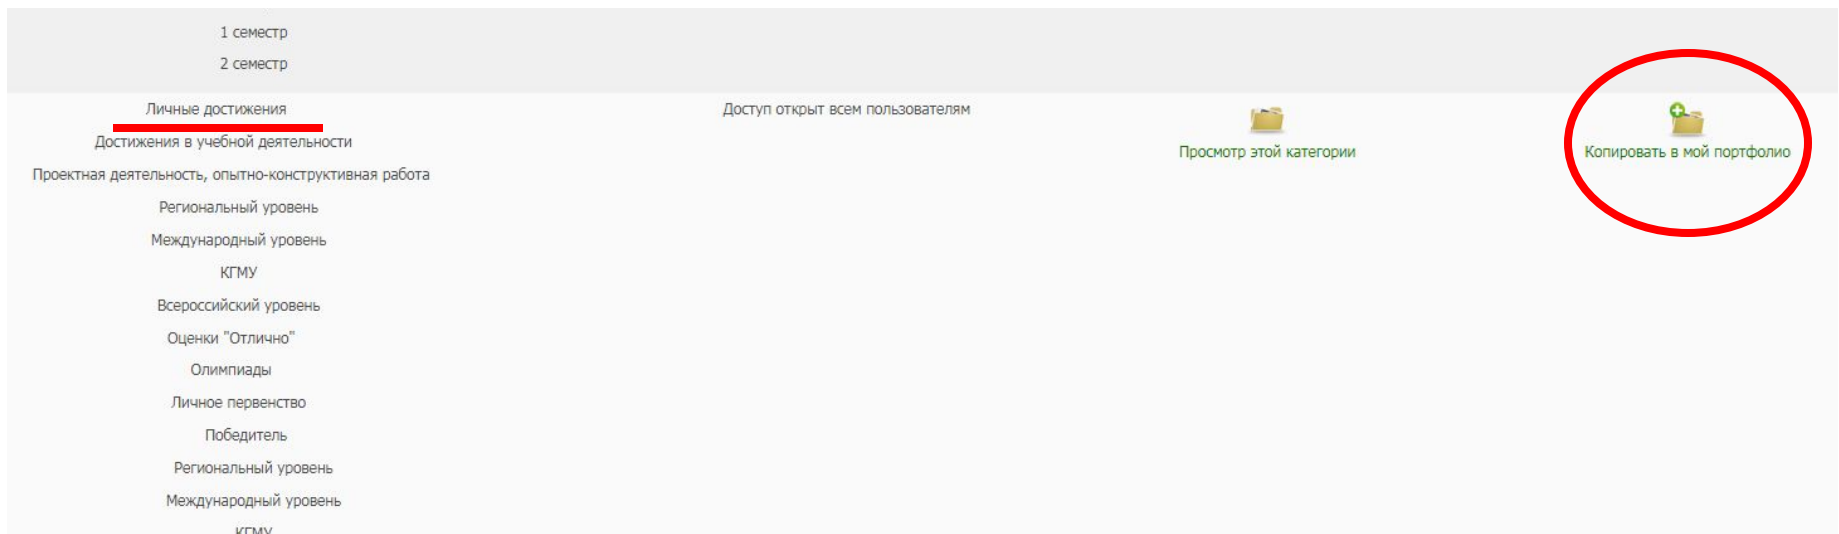 1 семестр
2 семестр
Личные достижения
Доступ открыт всем пользователям
Просмотр этой категории
Копировать в мой портфолио
Достижения в учебной деятельности
Проектная деятельность, опытно-конструктивная работа
Региональный уровень
Международный уровень
КГМУ
Всероссийский уровень
Оценки "Отлично"
Олимпиады
Личное первенство
Победитель
Региональный уровень
Международный уровень
КГМУ